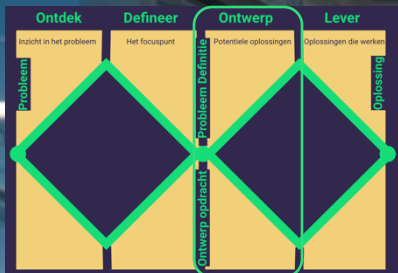 Ontdek
Defineer
Ontwerp
Lever
Inzicht in het probleem
Het focuspunt
Potentiele oplossingen
Oplossingen die werken
Probleem
Probleem Definitie
Ontwerp opdracht
Oplossing